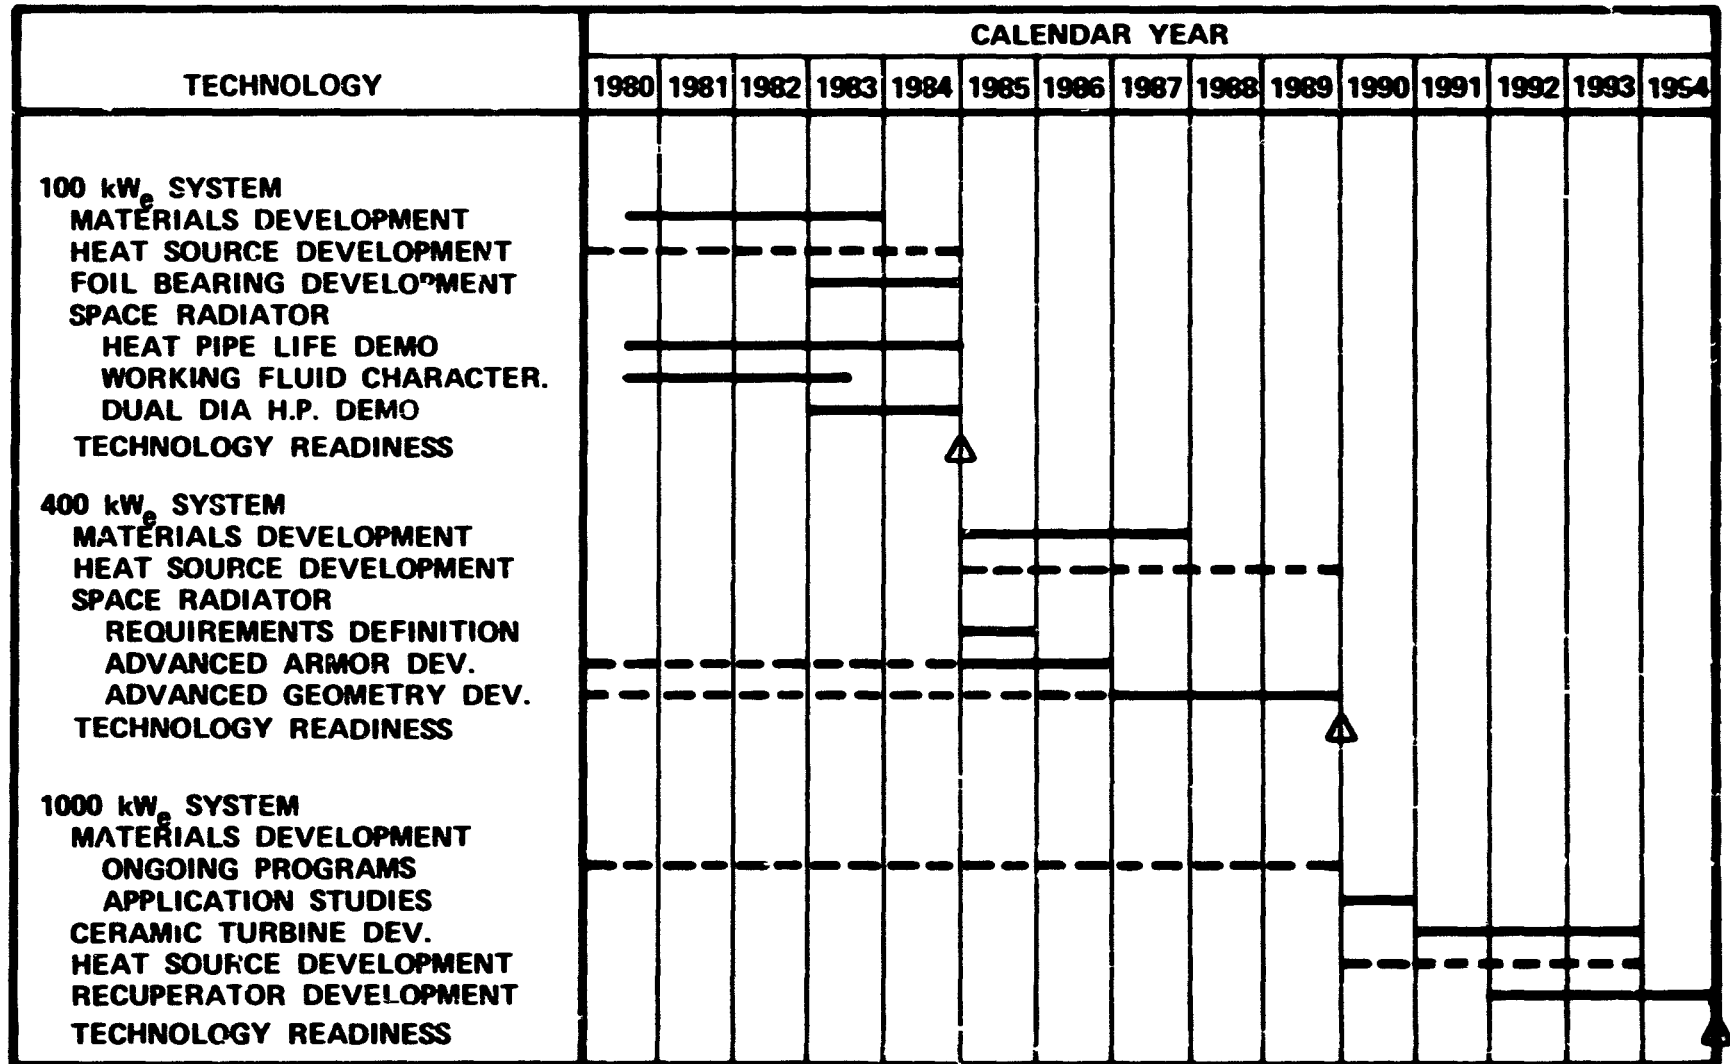 CALENDAR YEAR
TECHNOLOGY 1980 1981 1982 1983 1984 1985 1986 1987 1988 1989 1990 1991 1992 1993 1954
100 kWe SYSTEM
MATERIALS DEVELOPMENT
HEAT SOURCE DEVELOPMENT
FOIL BEARING DEVELOPMENT
SPACE RADIATOR
HEAT PIPE LIFE DEMO
WORKING FLUID CHARACTER.
DUAL DIA H.P. DEMO
TECHNOLOGY READINESS
400 kWe SYSTEM
MATERIALS DEVELOPMENT
HEAT SOURCE DEVELOPMENT
SPACE RADIATOR
REQUIREMENTS DEFINITION
ADVANCED ARMOR DEV.
ADVANCED GEOMETRY DEV.
TECHNOLOGY READINESS
1000 kWe SYSTEM
MATERIALS DEVELOPMENT
ONGOING PROGRAMS
APPLICATION STUDIES
CERAMIC TURBINE DEV.
HEAT SOURCE DEVELOPMENT
RECUPERATOR DEVELOPMENT
TECHNOLOGY READINESS